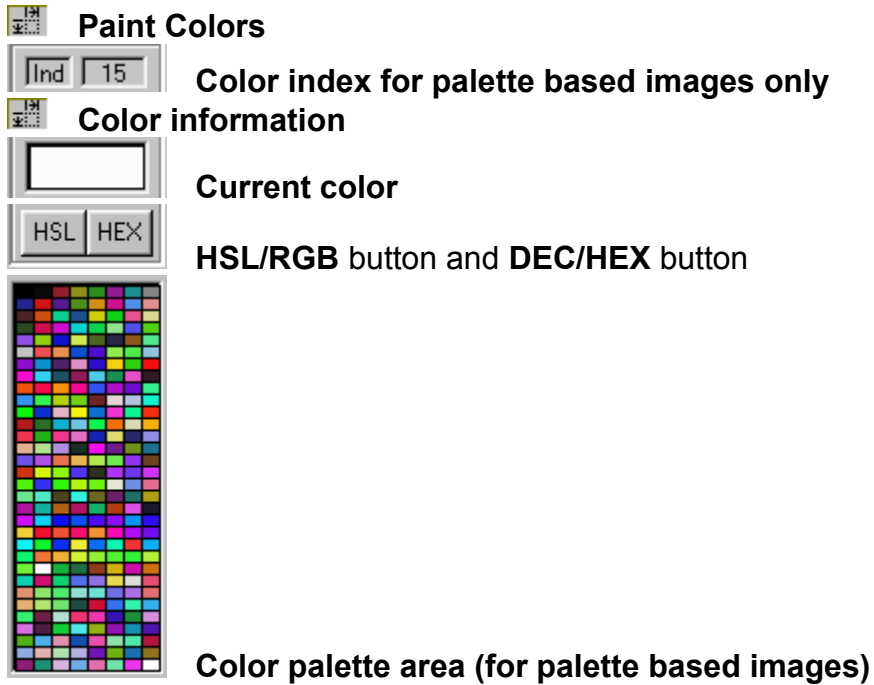 Paint Colors
Ind 15
Color index for palette based images only
Color information
Current color
HSL HEX
HSL/RGB button and DEC/HEX button
Color palette area (for palette based images)